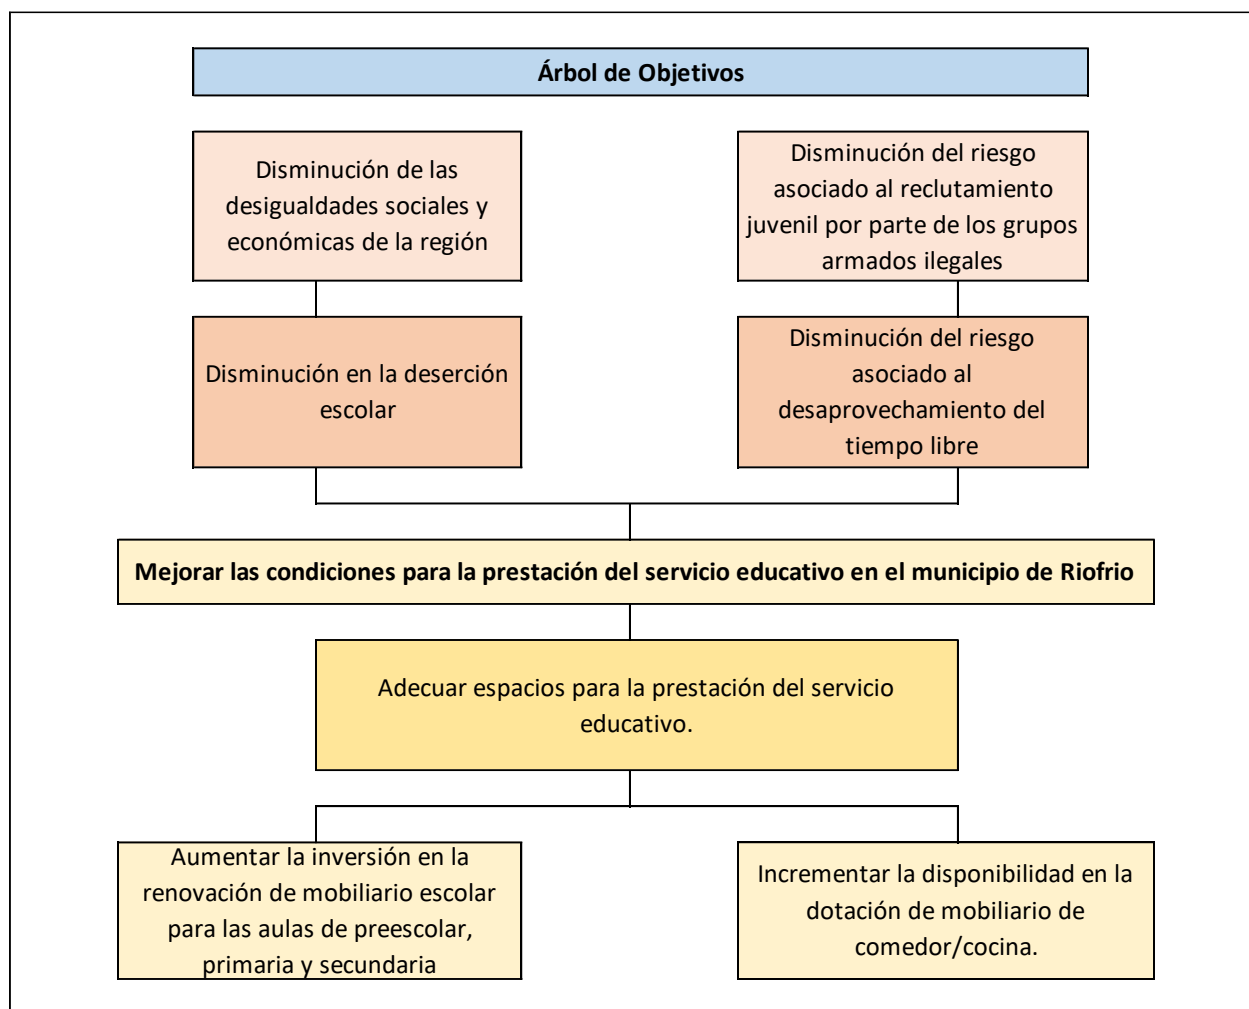 Árbol de Objetivos
Disminución de las
desigualdades sociales y
económicas de la región
Disminución del riesgo
asociado al reclutamiento
juvenil por parte de los grupos
armados ilegales
Disminución en la deserción
escolar
Disminución del riesgo
asociado al
desaprovechamiento del
tiempo libre
Mejorar las condiciones para la prestación del servicio educativo en el municipio de Riofrio
Adecuar espacios para la prestación del servicio
educativo.
Aumentar la inversión en la
renovación de mobiliario escolar
para las aulas de preescolar,
primaria y secundaria
Incrementar la disponibilidad en la
dotación de mobiliario de
comedor/cocina.